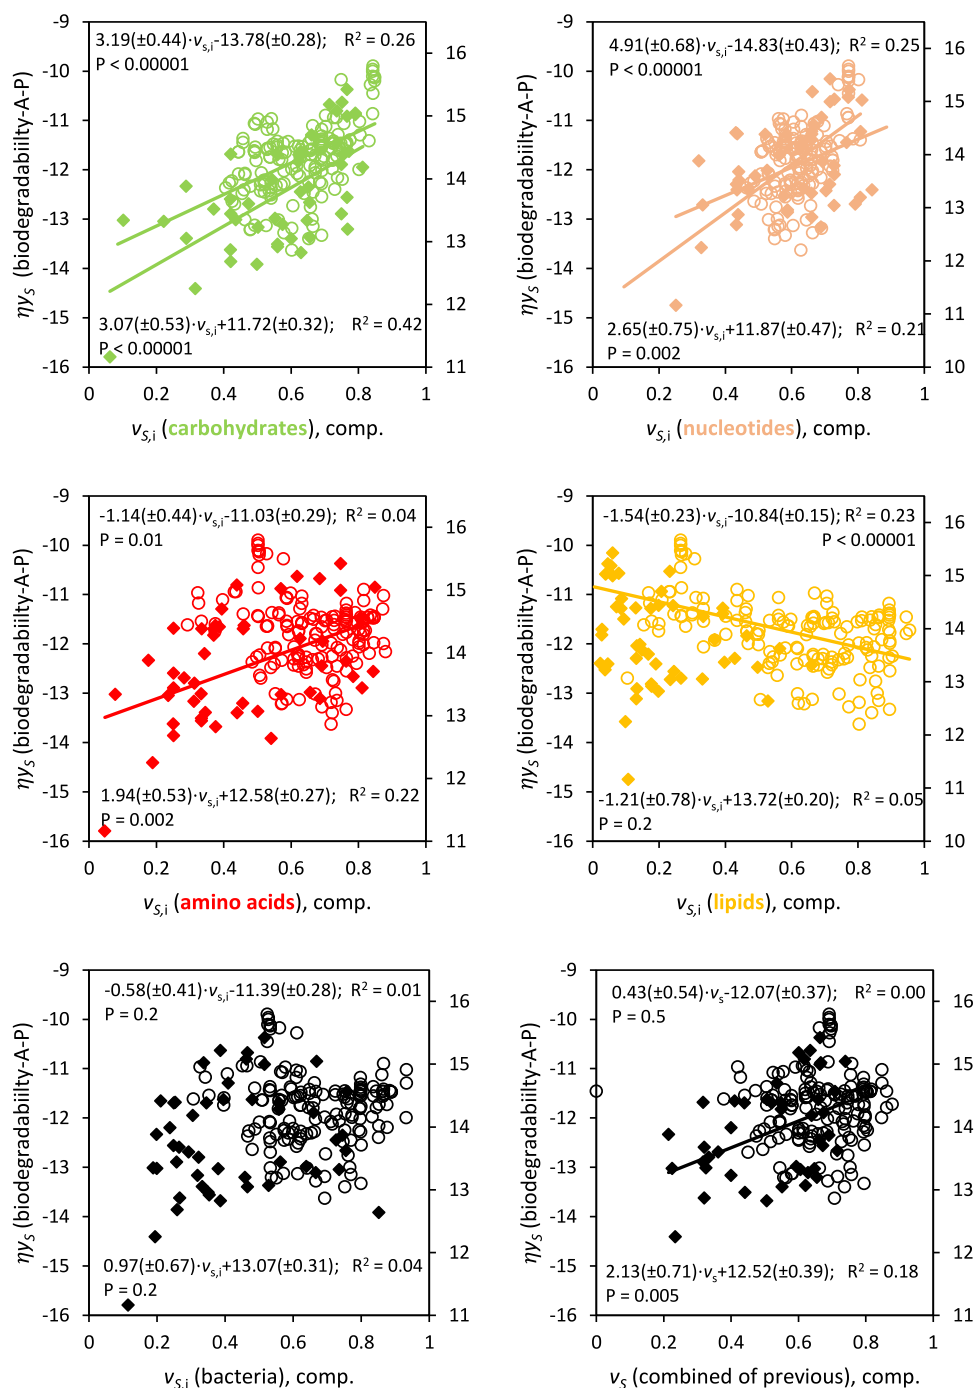 3.19(±0.44)·vs,i-13.78(±0.28); R² = 0.26
P < 0.00001
-9
-10
-11
-12
-13
-14
-15
-16
16
15
14
13
12
11
ηyS (biodegradabiilty-A-P)
3.07(±0.53)·vs,i+11.72(±0.32); R² = 0.42
P < 0.00001
0 0.2 0.4 0.6 0.8 1
vS,i (carbohydrates), comp.
4.91(±0.68)·vs,i-14.83(±0.43); R² = 0.25
P < 0.00001
-9
-10
-11
-12
-13
-14
-15
-16
16
15
14
13
12
11
10
ηyS (biodegradabiilty-A-P)
2.65(±0.75)·vs,i+11.87(±0.47); R² = 0.21
P = 0.002
0 0.2 0.4 0.6 0.8 1
vS,i (nucleotides), comp.
-1.14(±0.44)·vs,i-11.03(±0.29); R² = 0.04
P = 0.01
-9
-10
-11
-12
-13
-14
-15
-16
16
15
14
13
12
11
ηyS (biodegradabiilty-A-P)
1.94(±0.53)·vs,i+12.58(±0.27); R² = 0.22
P = 0.002
0 0.2 0.4 0.6 0.8 1
vS,i (amino acids), comp.
-1.54(±0.23)·vs,i-10.84(±0.15); R² = 0.23
P < 0.00001
-9
-10
-11
-12
-13
-14
-15
-16
16
15
14
13
12
11
10
ηyS (biodegradabiilty-A-P)
-1.21(±0.78)·vs,i+13.72(±0.20); R² = 0.05
P = 0.2
0 0.2 0.4 0.6 0.8 1
vS,i (lipids), comp.
-0.58(±0.41)·vs,i-11.39(±0.28); R² = 0.01
P = 0.2
-9
-10
-11
-12
-13
-14
-15
-16
16
15
14
13
12
11
ηyS (biodegradabiilty-A-P)
0.97(±0.67)·vs,i+13.07(±0.31); R² = 0.04
P = 0.2
0 0.2 0.4 0.6 0.8 1
vS,i (bacteria), comp.
0.43(±0.54)·vs-12.07(±0.37); R² = 0.00
P = 0.5
-9
-10
-11
-12
-13
-14
-15
-16
16
15
14
13
12
11
ηyS (biodegradabiilty-A-P)
2.13(±0.71)·vs+12.52(±0.39); R² = 0.18
P = 0.005
0 0.2 0.4 0.6 0.8 1
vS (combined of previous), comp.